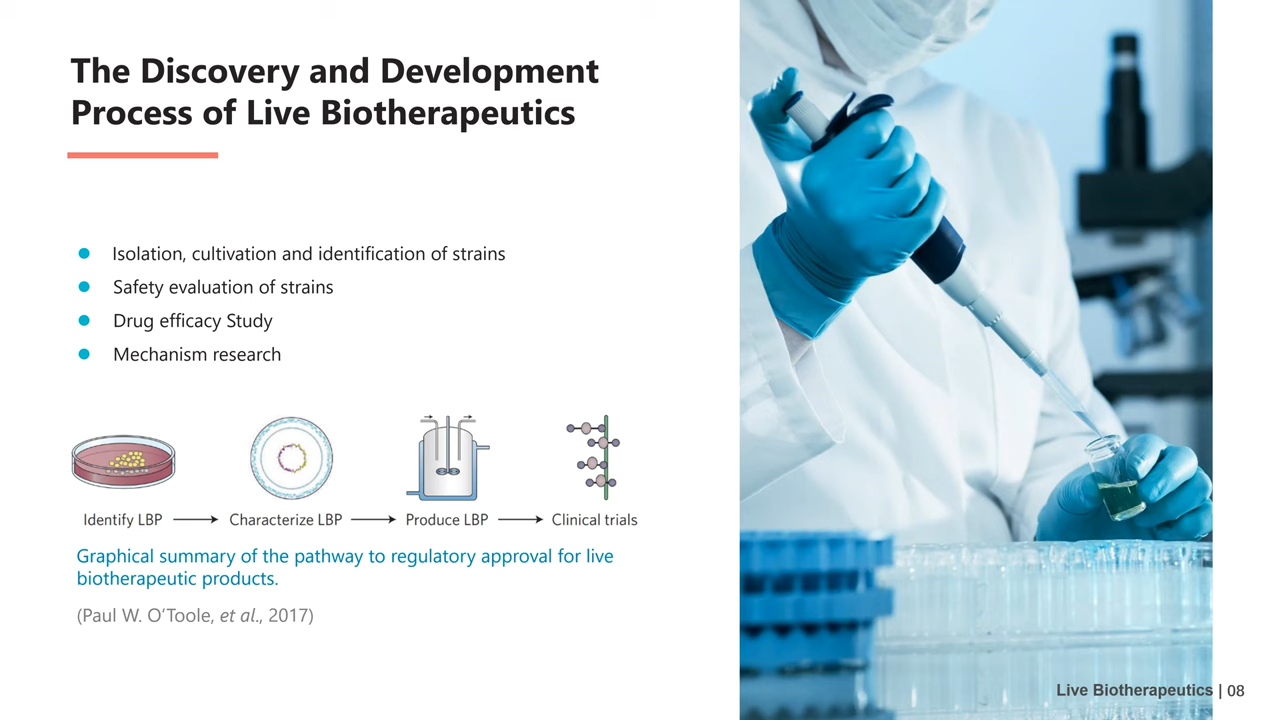 The Discovery and Development
Process of Live Biotherapeutics
Isolation, cultivation and identification of strains
Safety evaluation of strains
Drug efficacy Study
Mechanism research
Identify LBP
Characterize LBP
Produce LBP
Clinical trials
Graphical summary of the pathway to regulatory approval for live
biotherapeutic products.
(Paul W. O’Toole, et al., 2017)
Live Biotherapeutics | 08